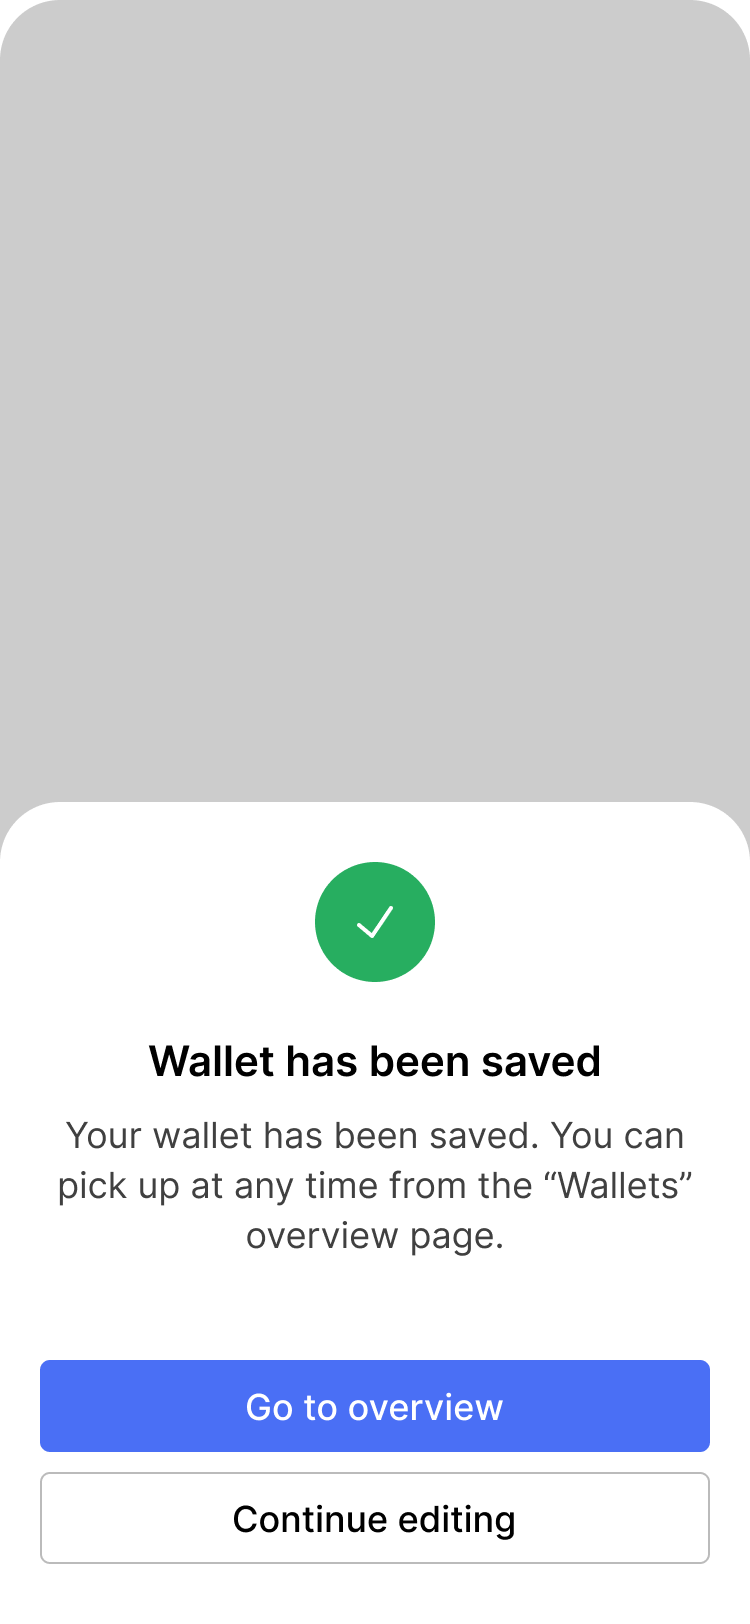 Wallet has been saved
Your wallet has been saved. You can
pick up at any time from the “Wallets”
overview page.
Go to overview
Continue editing